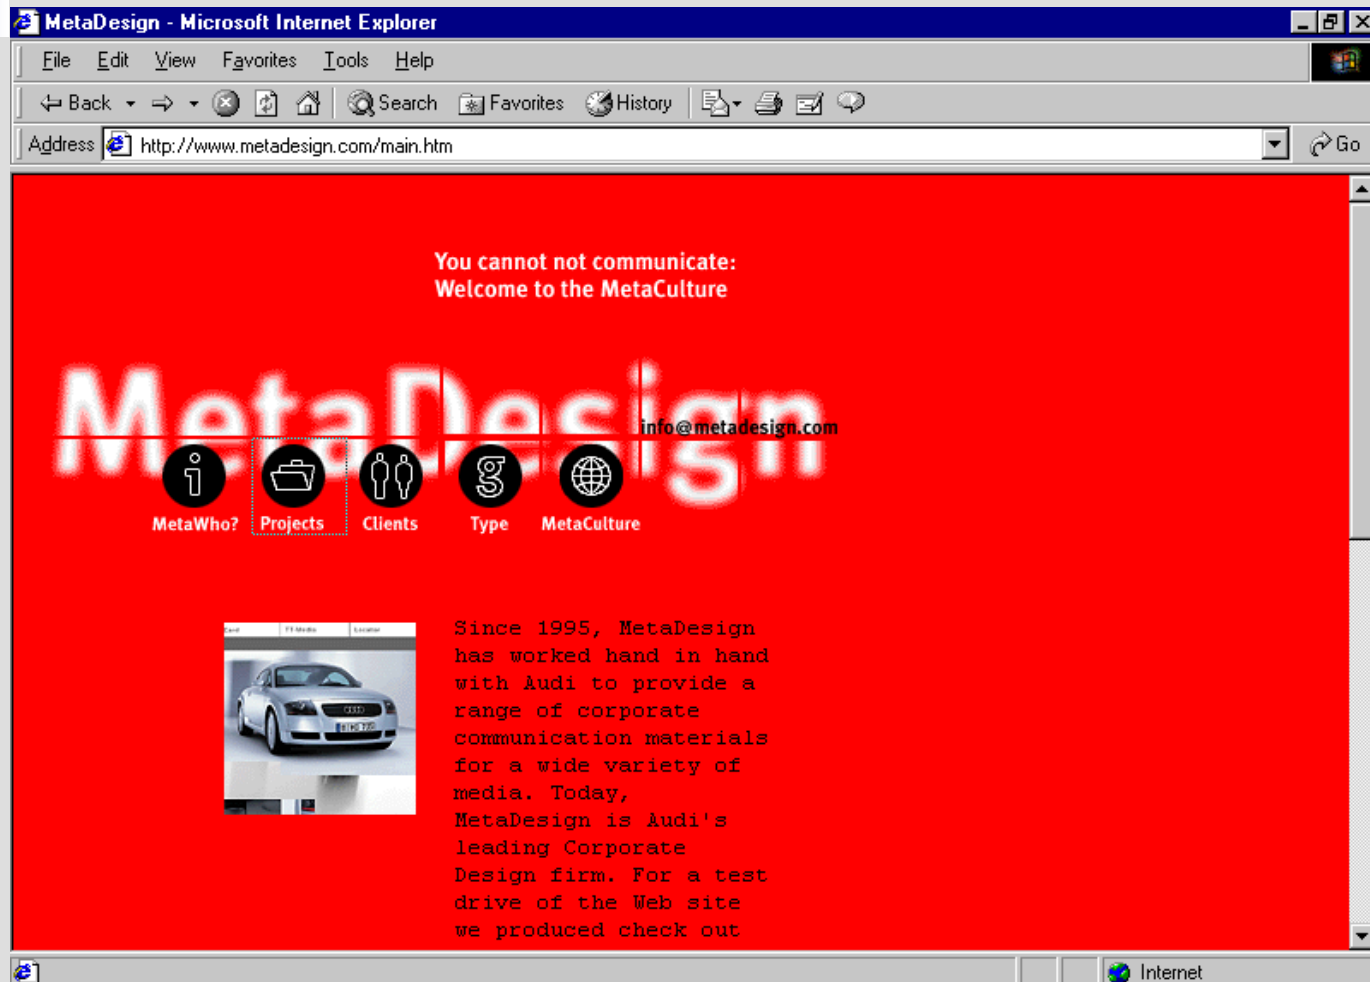 MetaDesign - Microsoft Internet Explorer
File Edit View Favorites Tools Help
Back Search Favorites History
Address http://www.metadesign.com/main.htm Go
You cannot not communicate:
Welcome to the MetaCulture
MetaDesign
info@metadesign.com
MetaWho? Projects Clients Type MetaCulture
TT-Media Locator
Since 1995, MetaDesign
has worked hand in hand
with Audi to provide a
range of corporate
communication materials
for a wide variety of
media. Today,
MetaDesign is Audi's
leading Corporate
Design firm. For a test
drive of the Web site
we produced check out
Internet